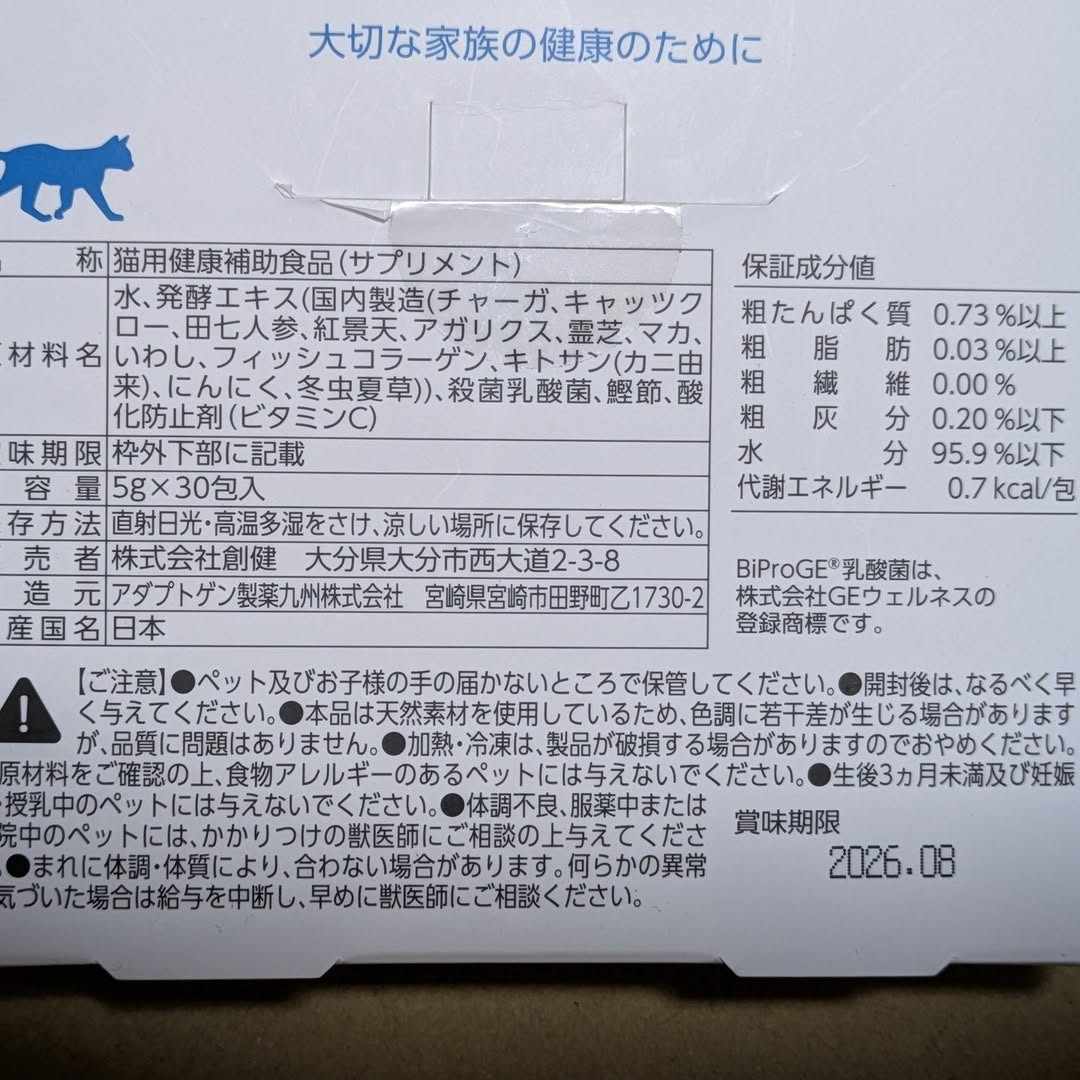 大切な家族の健康のために
称 猫用健康補助食品(サプリメント)
材料名 水、発酵エキス(国内製造(チャーガ、キャッツク
ロー、田七人参、紅景天、アガリクス、霊芝、マカ、
いわし、フィッシュコラーゲン、キトサン(カニ由
来)、にんにく、冬虫夏草))、殺菌乳酸菌、鰹節、酸
化防止剤(ビタミンC)
味期限 枠外下部に記載
容量 5g×30包入
存方法 直射日光・高温多湿をさけ、涼しい場所に保存してください。
売者 株式会社創健 大分県大分市西大道2-3-8
造元 アダプトゲン製薬九州株式会社 宮崎県宮崎市田野町乙1730-2
産国名 日本
保証成分値
粗たんぱく質 0.73%以上
粗脂肪 0.03%以上
粗繊維 0.00%
粗灰分 0.20%以下
水分 95.9%以下
代謝エネルギー 0.7kcal/包
BiProGE®乳酸菌は、
株式会社GEウェルネスの
登録商標です。
【ご注意】●ペット及びお子様の手の届かないところで保管してください。●開封後は、なるべく早
く与えてください。●本品は天然素材を使用しているため、色調に若干差が生じる場合があります
が、品質に問題はありません。●加熱・冷凍は、製品が破損する場合がありますのでおやめください。
原材料をご確認の上、食物アレルギーのあるペットには与えないでください。●生後3ヵ月未満及び妊娠
・授乳中のペットには与えないでください。●体調不良、服薬中または
院中のペットには、かかりつけの獣医師にご相談の上与えてくださ
●まれに体調・体質により、合わない場合があります。何らかの異常
気づいた場合は給与を中断し、早めに獣医師にご相談ください。
賞味期限
2026.08